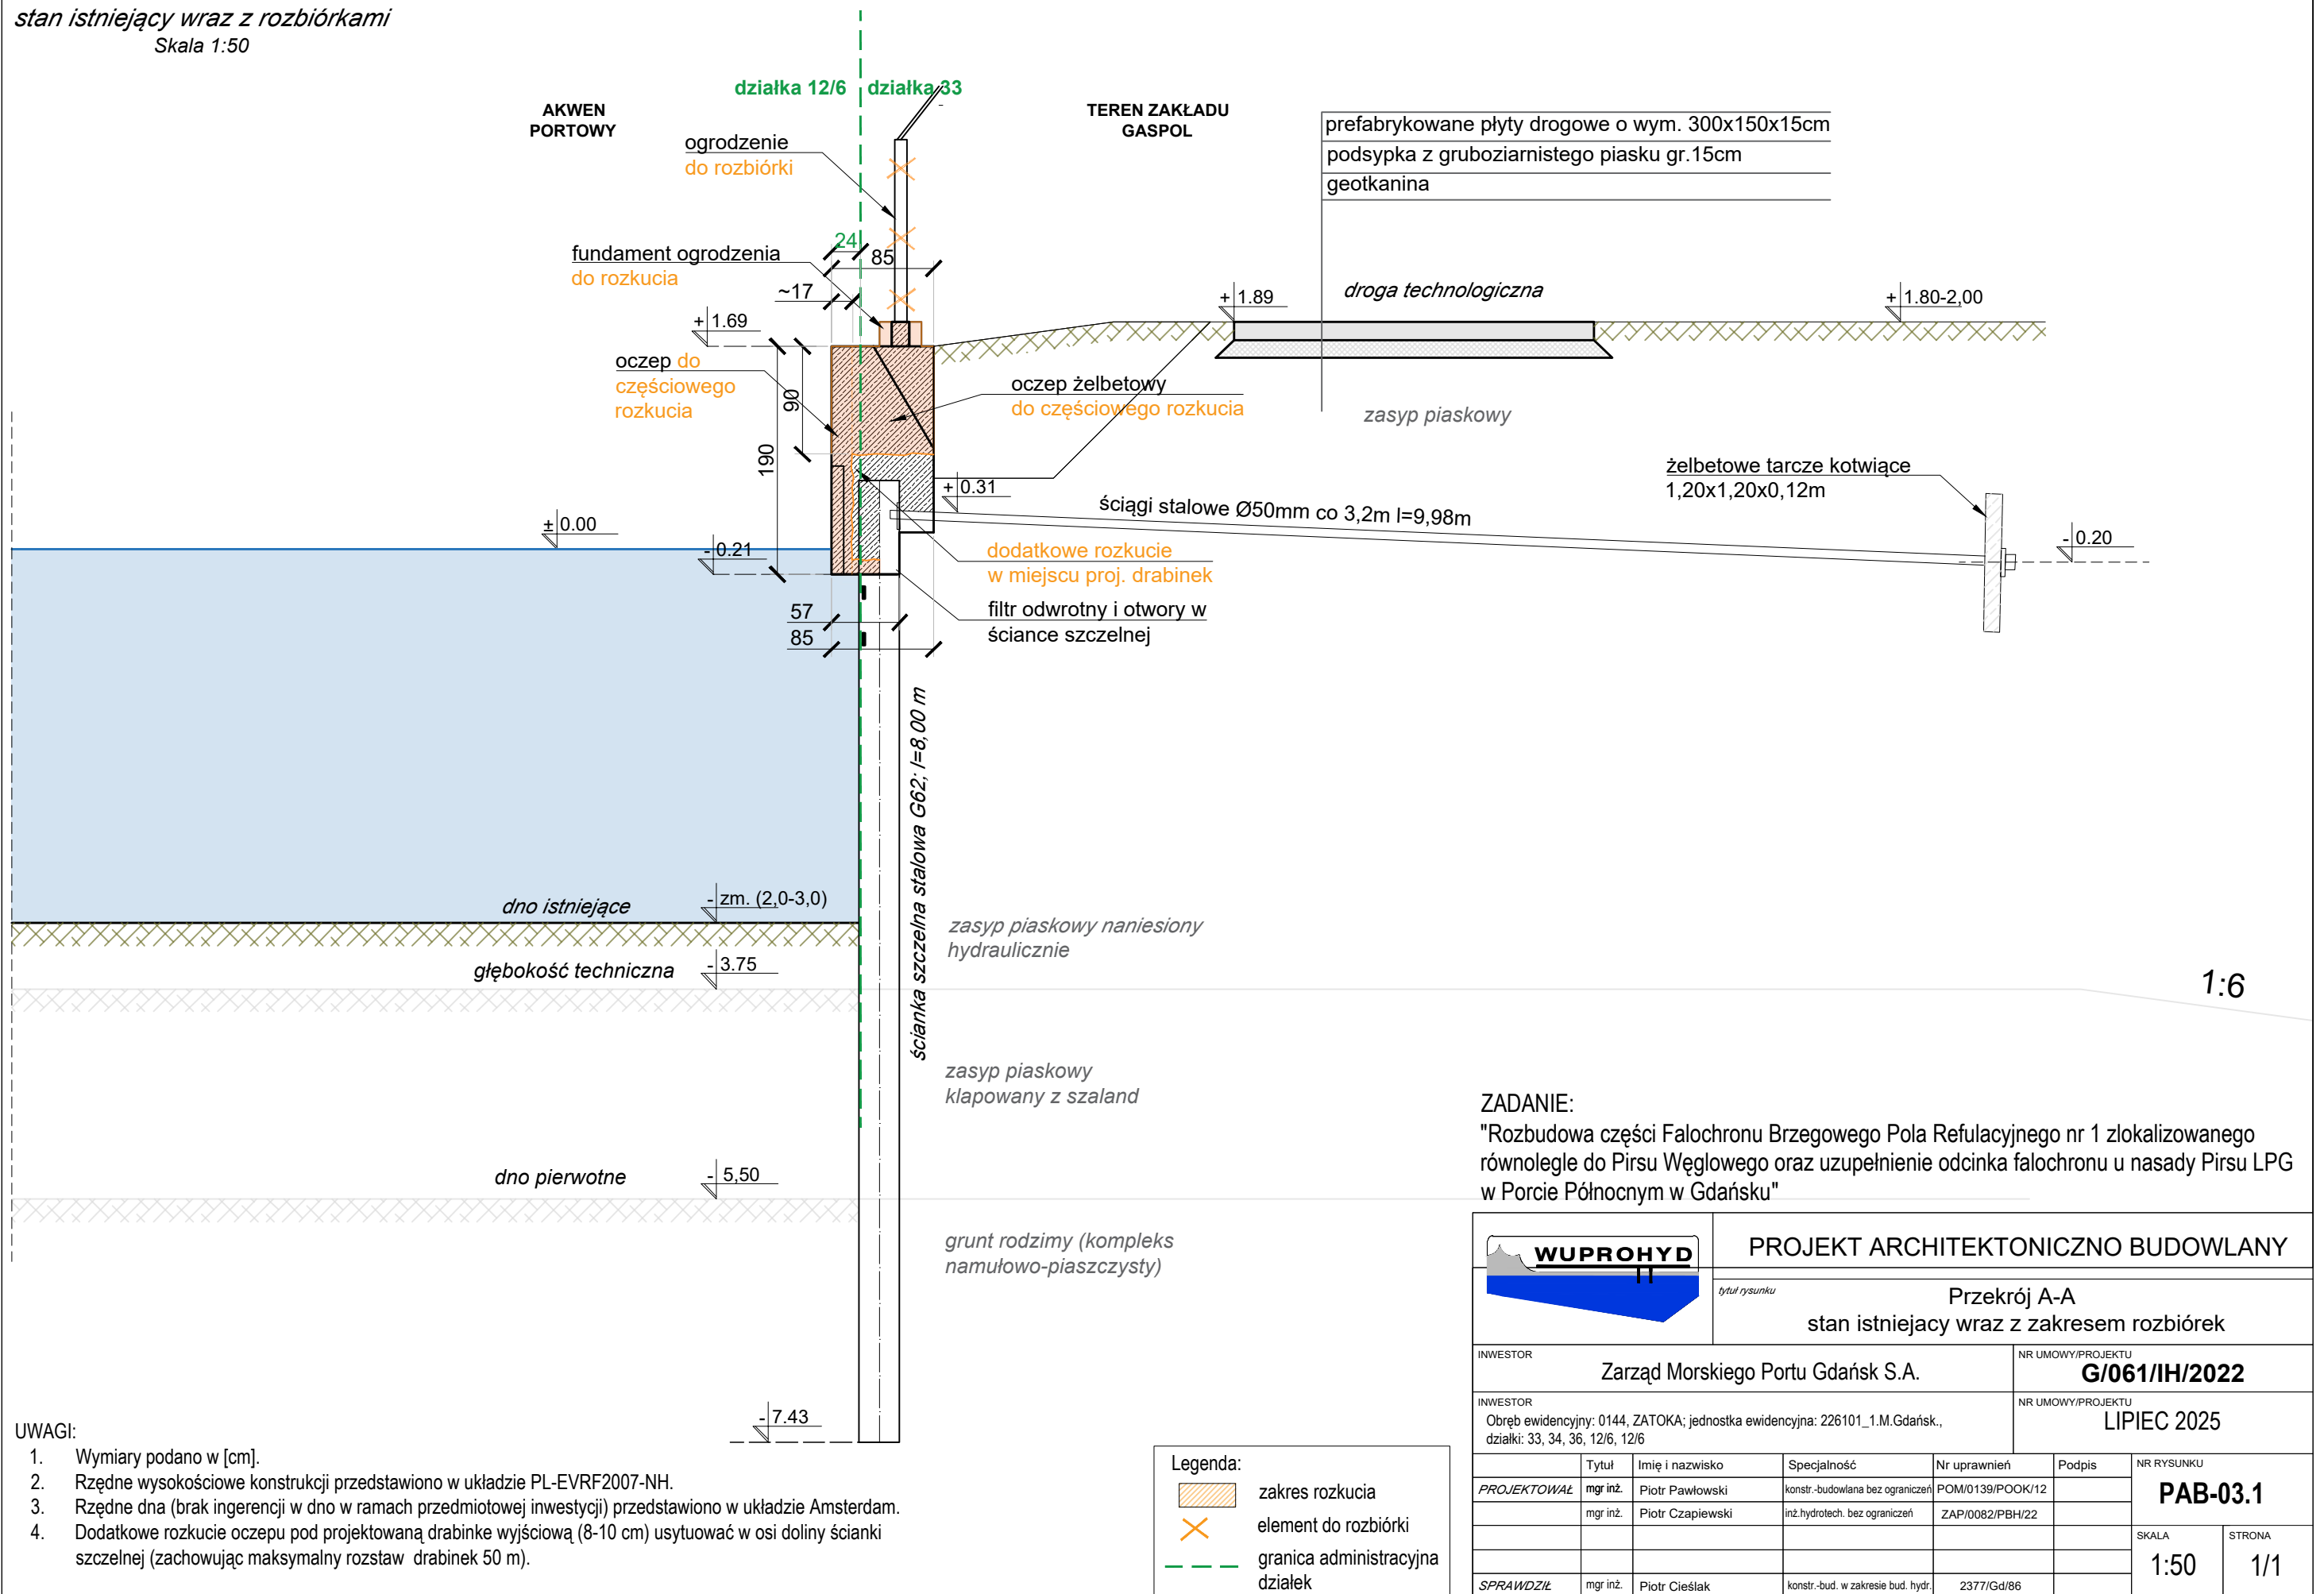 stan istniejący wraz z rozbiórkami
Skala 1:50
działka 12/6
działka 33
AKWEN
PORTOWY
TEREN ZAKŁADU
GASPOL
ogrodzenie
do rozbiórki
prefabrykowane płyty drogowe o wym. 300x150x15cm
podsypka z gruboziarnistego piasku gr.15cm
geotkanina
24
85
fundament ogrodzenia
do rozkucia
~17
+ 1.69
+ 1.89
droga technologiczna
+ 1.80-2,00
oczep do
częściowego
rozkucia
90
190
oczep żelbetowy
do częściowego rozkucia
zasyp piaskowy
żelbetowe tarcze kotwiące
1,20x1,20x0,12m
+ 0.31
ściągi stalowe Ø50mm co 3,2m l=9,98m
± 0.00
- 0.21
- 0.20
dodatkowe rozkucie
w miejscu proj. drabinek
filtr odwrotny i otwory w
ściance szczelnej
57
85
ścianka szczelna stalowa G62; l=8,00 m
dno istniejące
- zm. (2,0-3,0)
zasyp piaskowy naniesiony
hydraulicznie
głębokość techniczna
- 3.75
1:6
zasyp piaskowy
klapowany z szaland
dno pierwotne
- 5,50
grunt rodzimy (kompleks
namułowo-piaszczysty)
- 7.43
ZADANIE:
"Rozbudowa części Falochronu Brzegowego Pola Refulacyjnego nr 1 zlokalizowanego
równolegle do Pirsu Węglowego oraz uzupełnienie odcinka falochronu u nasady Pirsu LPG
w Porcie Północnym w Gdańsku"
WUPROHYD
PROJEKT ARCHITEKTONICZNO BUDOWLANY
tytuł rysunku
Przekrój A-A
stan istniejacy wraz z zakresem rozbiórek
INWESTOR
Zarząd Morskiego Portu Gdańsk S.A.
NR UMOWY/PROJEKTU
G/061/IH/2022
INWESTOR
Obręb ewidencyjny: 0144, ZATOKA; jednostka ewidencyjna: 226101_1.M.Gdańsk.,
działki: 33, 34, 36, 12/6, 12/6
NR UMOWY/PROJEKTU
LIPIEC 2025
Tytuł Imię i nazwisko Specjalność Nr uprawnień Podpis
PROJEKTOWAŁ mgr inż. Piotr Pawłowski konstr.-budowlana bez ograniczeń POM/0139/POOK/12
mgr inż. Piotr Czapiewski inż.hydrotech. bez ograniczeń ZAP/0082/PBH/22
SPRAWDZIŁ mgr inż. Piotr Cieślak konstr.-bud. w zakresie bud. hydr. 2377/Gd/86
NR RYSUNKU
PAB-03.1
SKALA
1:50
STRONA
1/1
UWAGI:
1. Wymiary podano w [cm].
2. Rzędne wysokościowe konstrukcji przedstawiono w układzie PL-EVRF2007-NH.
3. Rzędne dna (brak ingerencji w dno w ramach przedmiotowej inwestycji) przedstawiono w układzie Amsterdam.
4. Dodatkowe rozkucie oczepu pod projektowaną drabinke wyjściową (8-10 cm) usytuować w osi doliny ścianki
szczelnej (zachowując maksymalny rozstaw drabinek 50 m).
Legenda:
zakres rozkucia
element do rozbiórki
granica administracyjna
działek